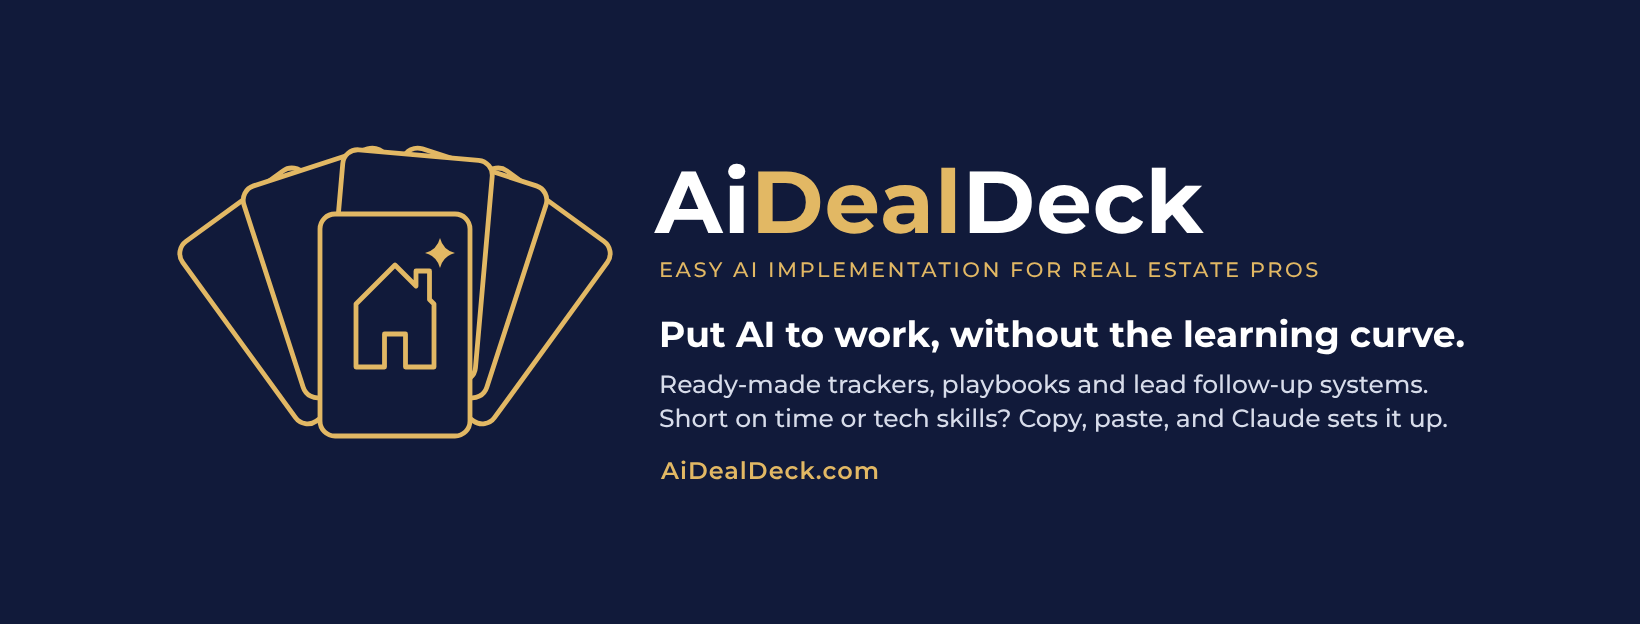 AiDealDeck
EASY AI IMPLEMENTATION FOR REAL ESTATE PROS
Put AI to work, without the learning curve.
Ready-made trackers, playbooks and lead follow-up systems.
Short on time or tech skills? Copy, paste, and Claude sets it up.
AiDealDeck.com